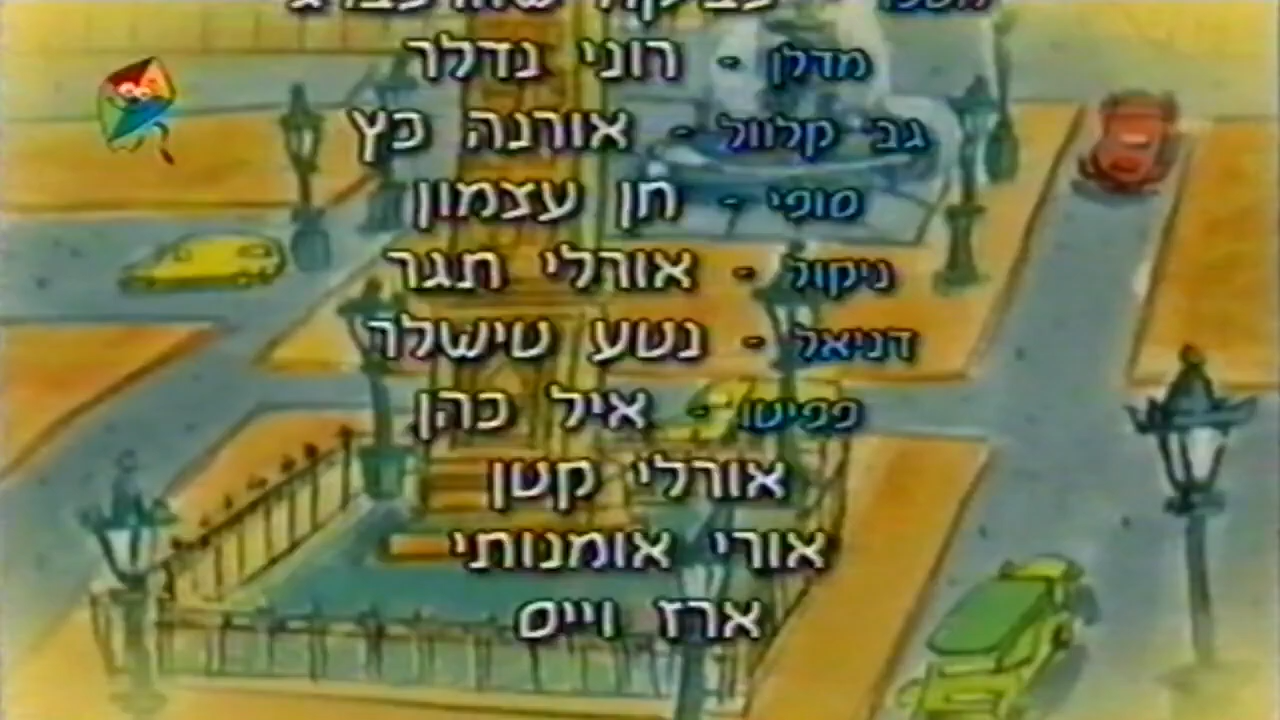 מדלן - רוני נדלר
גב קלוול - אורנה כץ
סופי - חן עצמון
ניקול - אורלי תגר
דניאל - נטע טישלר
פפיטו - איל כהן
אורלי קטן
אורי אומנותי
ארז וייס